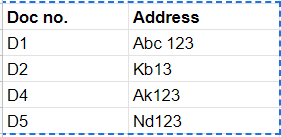 Doc no. Address
D1 Abc 123
D2 Kb13
D4 Ak123
D5 Nd123